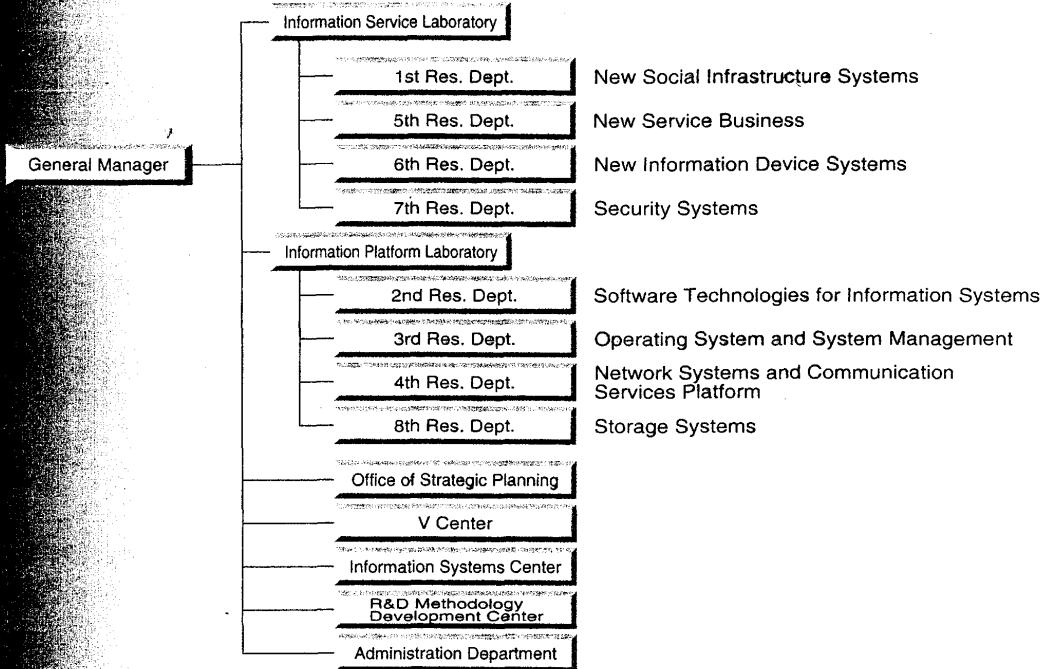 Information Service Laboratory
1st Res. Dept. New Social Infrastructure Systems
5th Res. Dept. New Service Business
General Manager
6th Res. Dept. New Information Device Systems
7th Res. Dept. Security Systems
Information Platform Laboratory
2nd Res. Dept. Software Technologies for Information Systems
3rd Res. Dept. Operating System and System Management
4th Res. Dept. Network Systems and Communication
Services Platform
8th Res. Dept. Storage Systems
Office of Strategic Planning
V Center
Information Systems Center
R&D Methodology
Development Center
Administration Department